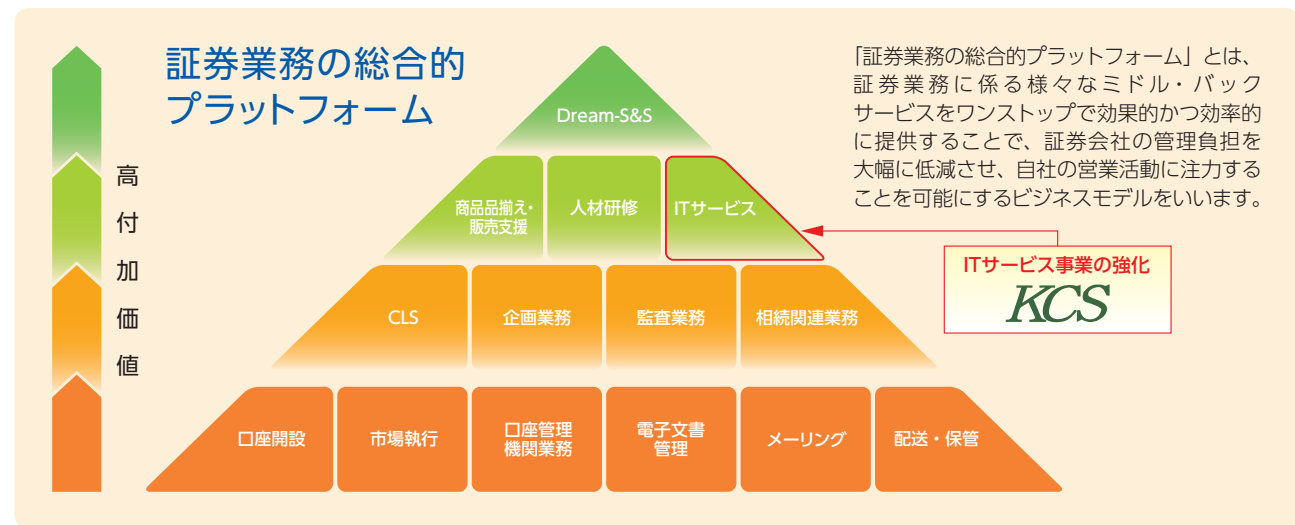 証券業務の総合的
プラットフォーム
「証券業務の総合的プラットフォーム」とは、
証券業務に係る様々なミドル・バック
サービスをワンストップで効果的かつ効率的
に提供することで、証券会社の管理負担を
大幅に低減させ、自社の営業活動に注力する
ことを可能にするビジネスモデルをいいます。
高付加価値
Dream-S&S
商品品揃え・
販売支援
人材研修
ITサービス
ITサービス事業の強化
KCS
CLS
企画業務
監査業務
相続関連業務
口座開設
市場執行
口座管理
機関業務
電子文書
管理
メーリング
配送・保管